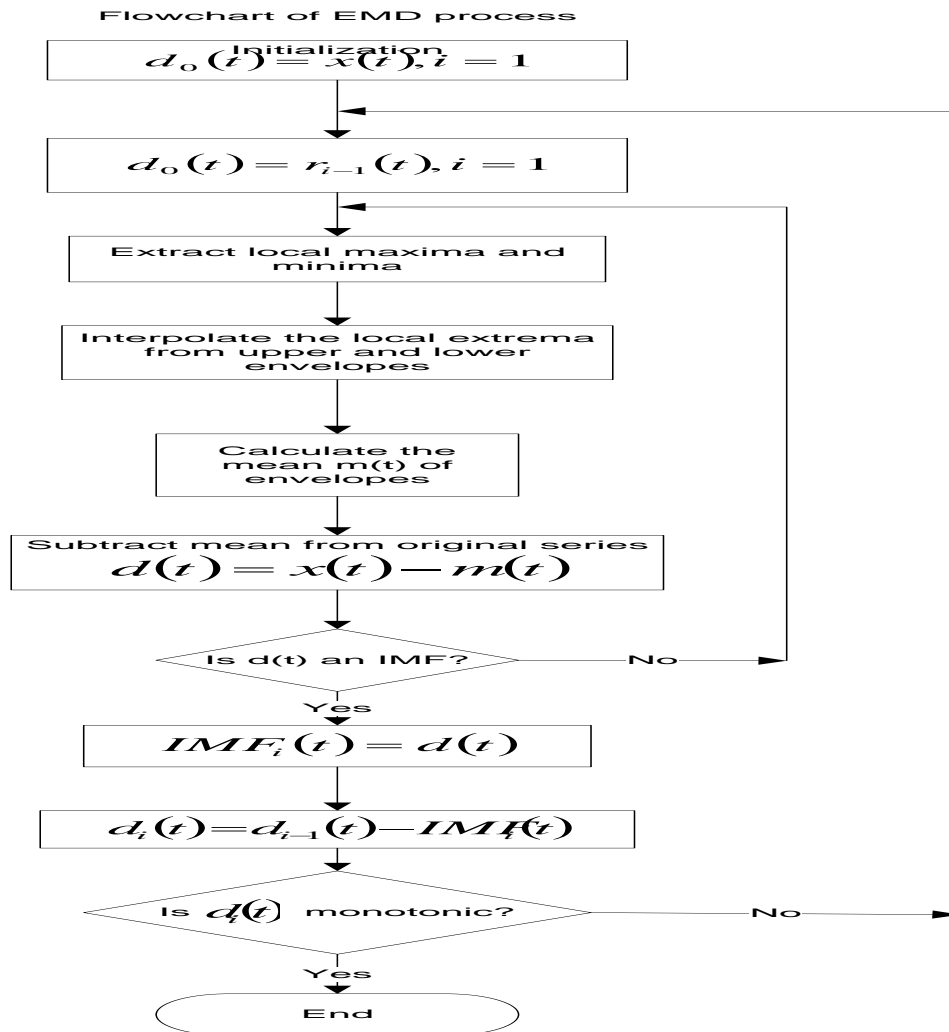 Flowchart of EMD process
Initialization
d₀(t) = x(t), i = 1
d₀(t) = rᵢ₋₁(t), i = 1
Extract local maxima and
minima
Interpolate the local extrema
from upper and lower
envelopes
Calculate the
mean m(t) of
envelopes
Subtract mean from original series
d(t) = x(t) − m(t)
Is d(t) an IMF?
No
Yes
IMFᵢ(t) = d(t)
dᵢ(t)=dᵢ₋₁(t)−IMFᵢ(t)
Is dᵢ(t) monotonic?
No
Yes
End